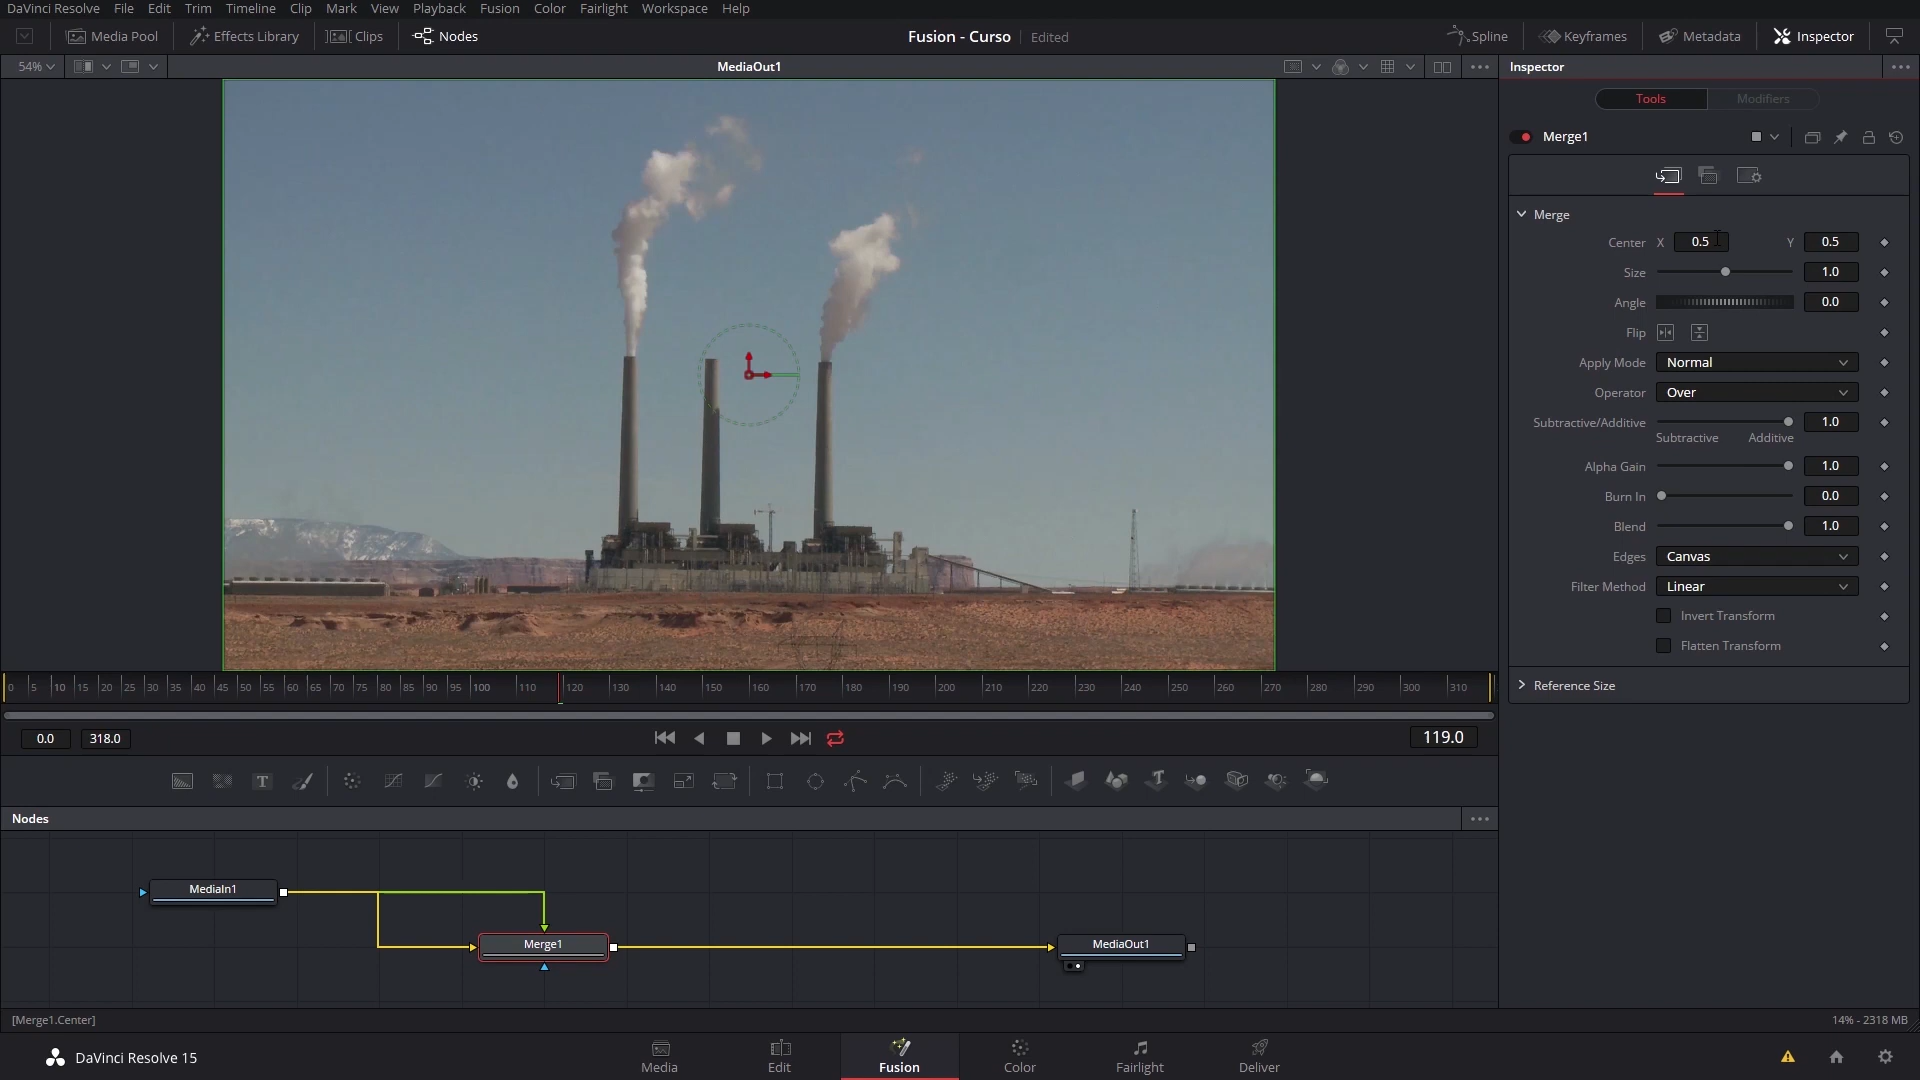 DaVinci Resolve File Edit Trim Timeline Clip Mark View Playback Fusion Color Fairlight Workspace Help
Media Pool Effects Library Clips Nodes Fusion - Curso Edited Spline Keyframes Metadata Inspector
54% MediaOut1 Inspector
Tools Modifiers
Merge1
Merge
Center X 0.5 Y 0.5
Size 1.0
Angle 0.0
Flip
Apply Mode Normal
Operator Over
Subtractive/Additive 1.0
Subtractive Additive
Alpha Gain 1.0
Burn In 0.0
Blend 1.0
Edges Canvas
Filter Method Linear
Invert Transform
Flatten Transform
Reference Size
0 5 10 15 20 25 30 35 40 45 50 55 60 65 70 75 80 85 90 95 100 110 120 130 140 150 160 170 180 190 200 210 220 230 240 250 260 270 280 290 300 310
0.0 318.0 119.0
T T
Nodes
MediaIn1
Merge1 MediaOut1
[Merge1.Center] 14% - 2318 MB
DaVinci Resolve 15 Media Edit Fusion Color Fairlight Deliver